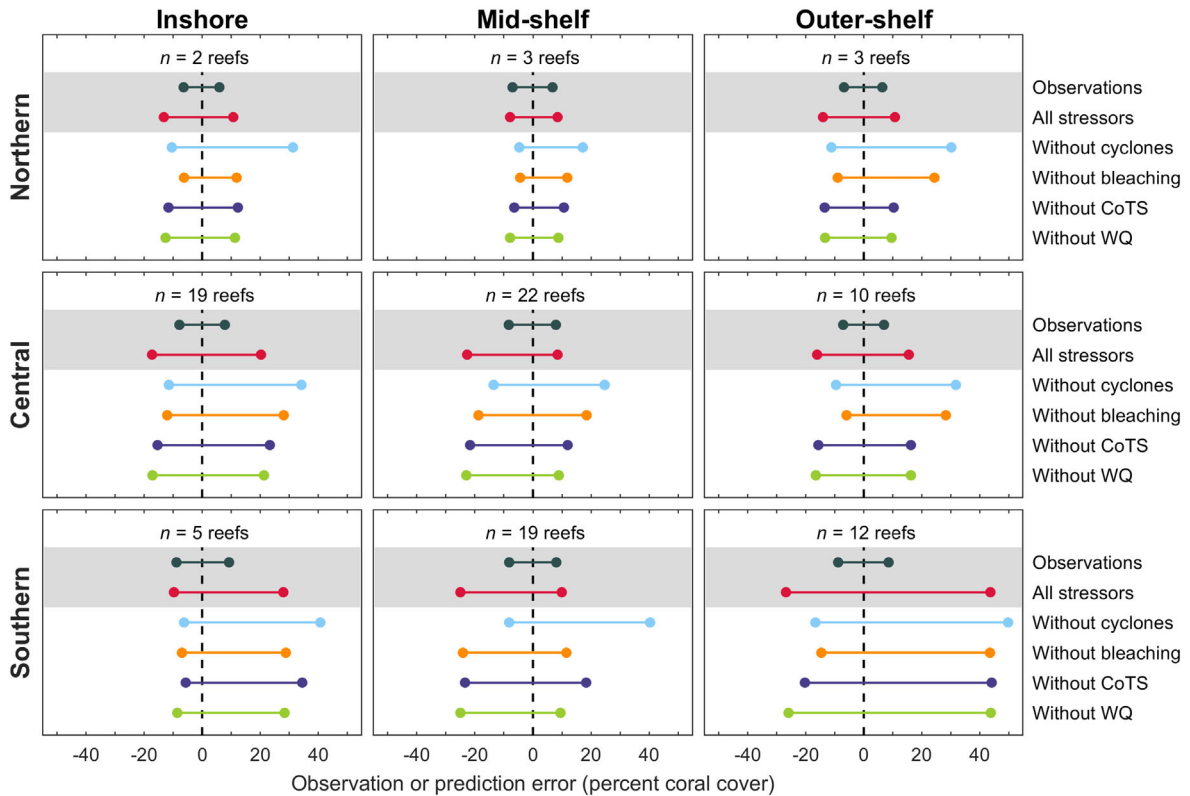 Inshore Mid-shelf Outer-shelf
Northern
n = 2 reefs n = 3 reefs n = 3 reefs
Observations
All stressors
Without cyclones
Without bleaching
Without CoTS
Without WQ
Central
n = 19 reefs n = 22 reefs n = 10 reefs
Observations
All stressors
Without cyclones
Without bleaching
Without CoTS
Without WQ
Southern
n = 5 reefs n = 19 reefs n = 12 reefs
Observations
All stressors
Without cyclones
Without bleaching
Without CoTS
Without WQ
-40 -20 0 20 40 -40 -20 0 20 40 -40 -20 0 20 40
Observation or prediction error (percent coral cover)